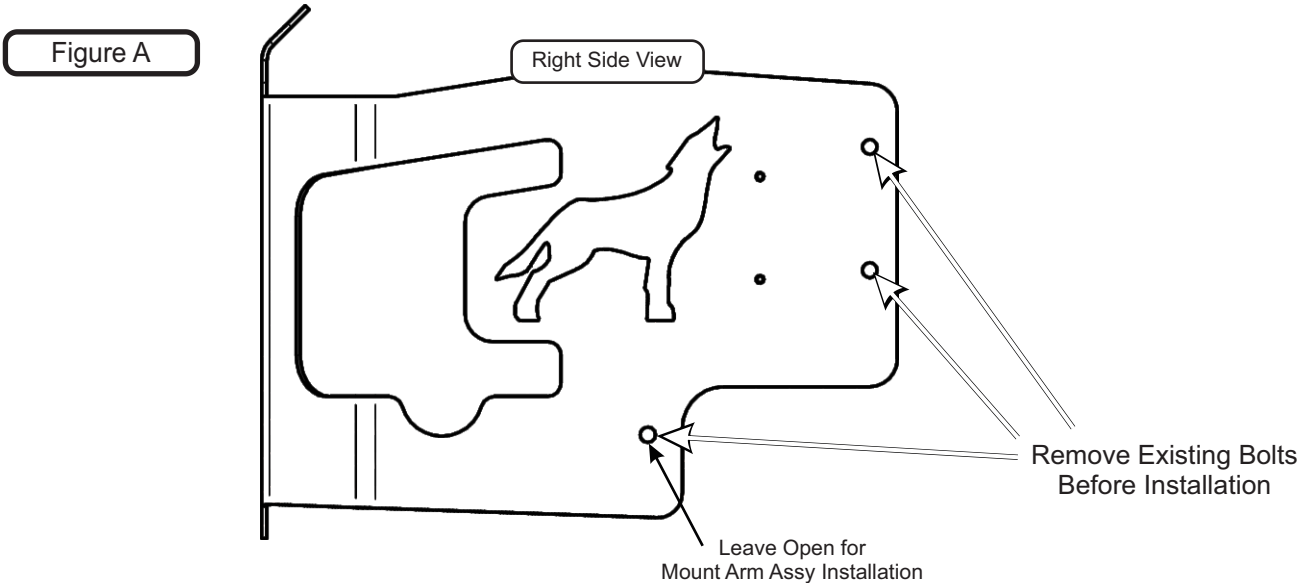 Figure A
Right Side View
Remove Existing Bolts
Before Installation
Leave Open for
Mount Arm Assy Installation